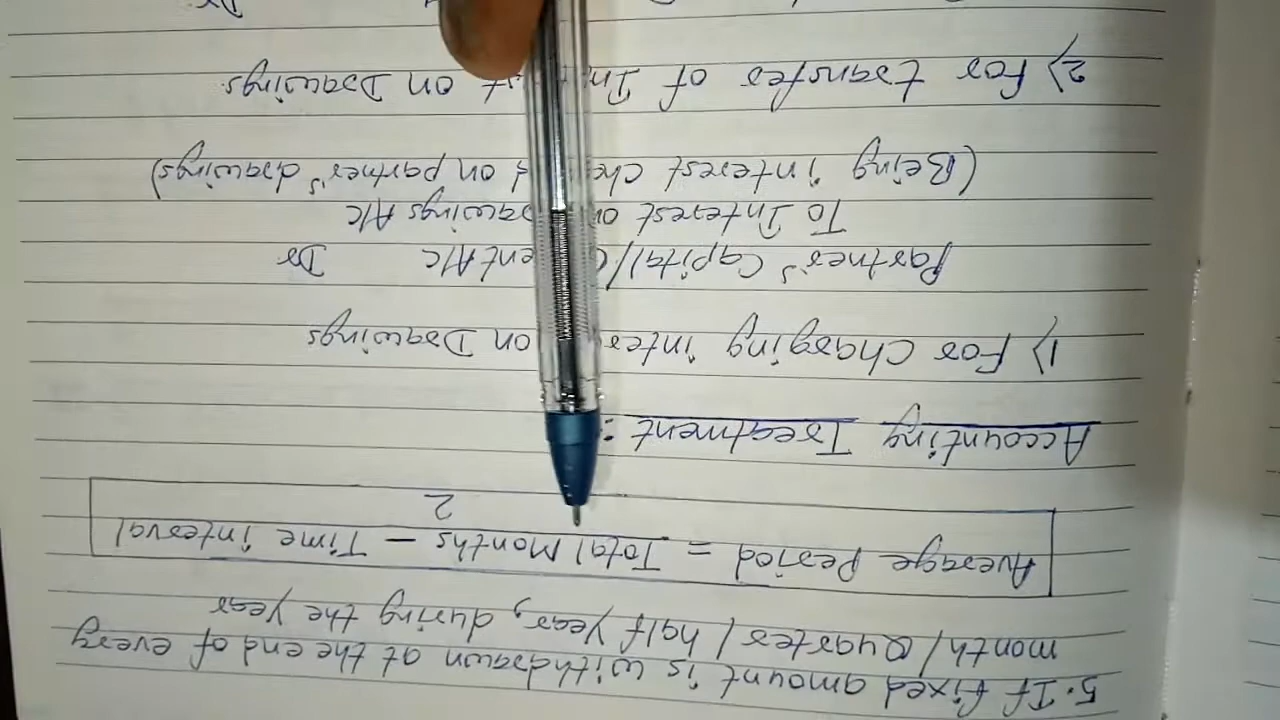 5. If fixed amount is withdrawn at the end of every
month / Quarter / half year, during the year
Average Period = Total Months - Time interval
2
Accounting Treatment :
1) For Charging on Drawings
Partner's Capital/ A/c Dr
To Interest on Drawings A/c
(Being interest on partner's drawings)
2) For transfer of on Drawings
Dr